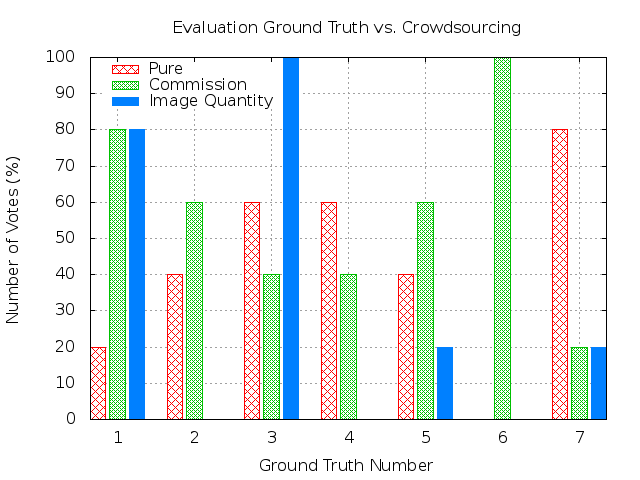 Evaluation Ground Truth vs. Crowdsourcing
Number of Votes (%)
100
90
80
70
60
50
40
30
20
10
0
Pure
Commission
Image Quantity
1 2 3 4 5 6 7
Ground Truth Number